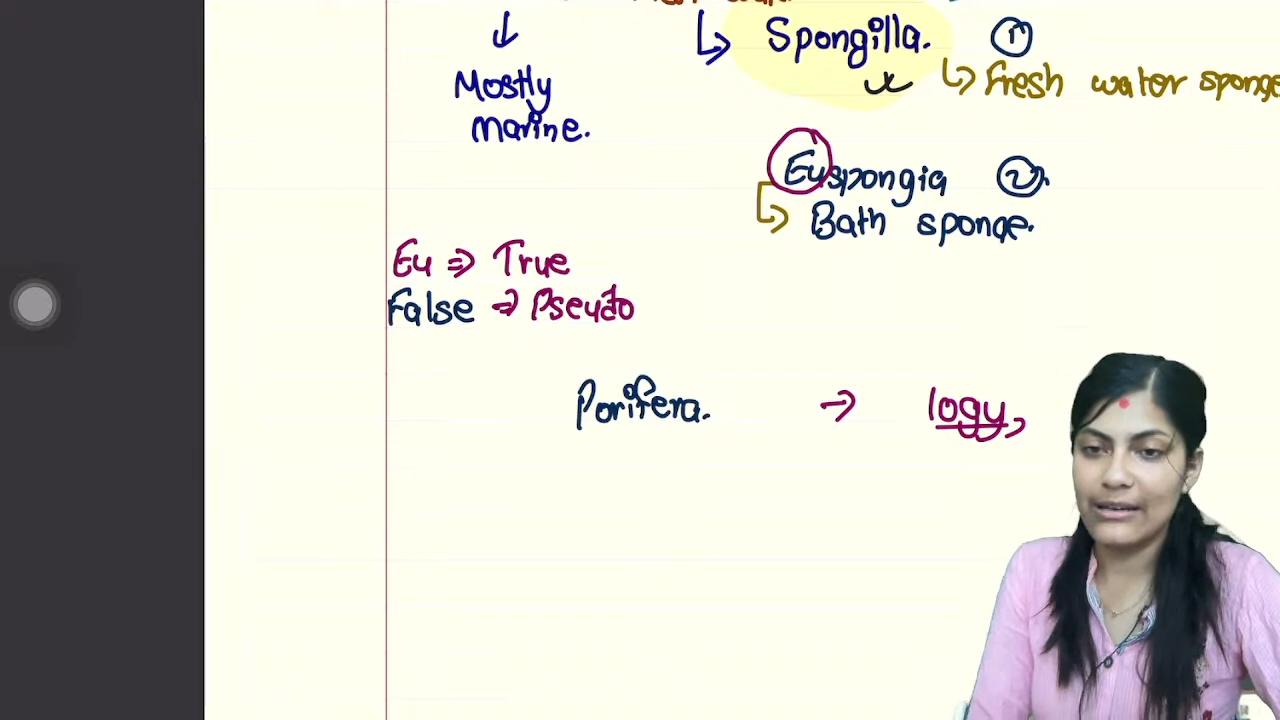 Spongilla. 1
Mostly
marine.
Fresh water sponge
Euspongia 2
Bath sponge.
Eu ⇒ True
False ⇒ Pseudo
Porifera. → logy